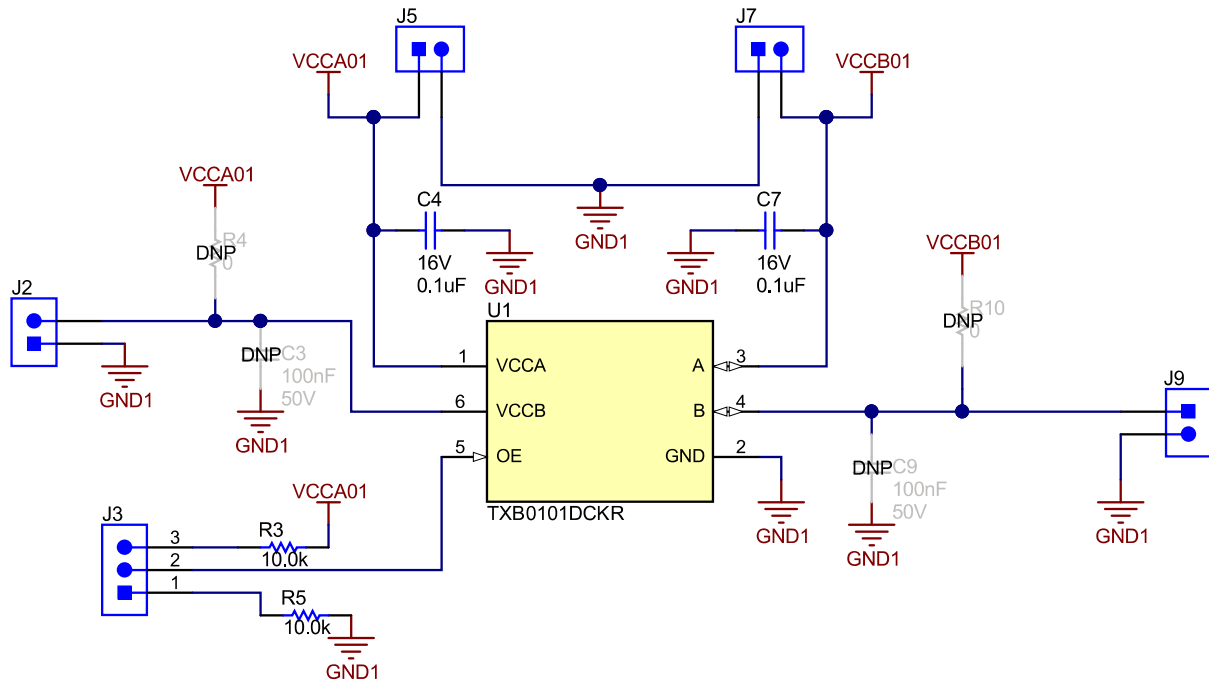 J5
J7
VCCA01
VCCB01
VCCA01
C4
C7
R4
DNP
0
GND1
VCCB01
16V
0.1uF
GND1
GND1
16V
0.1uF
J2
U1
R10
DNP
0
DNP
C3
100nF
50V
1
VCCA
A
3
GND1
J9
6
VCCB
B
4
GND1
5
OE
GND
2
DNP
C9
100nF
50V
VCCA01
TXB0101DCKR
J3
GND1
GND1
GND1
3
R3
10.0k
2
1
R5
10.0k
GND1